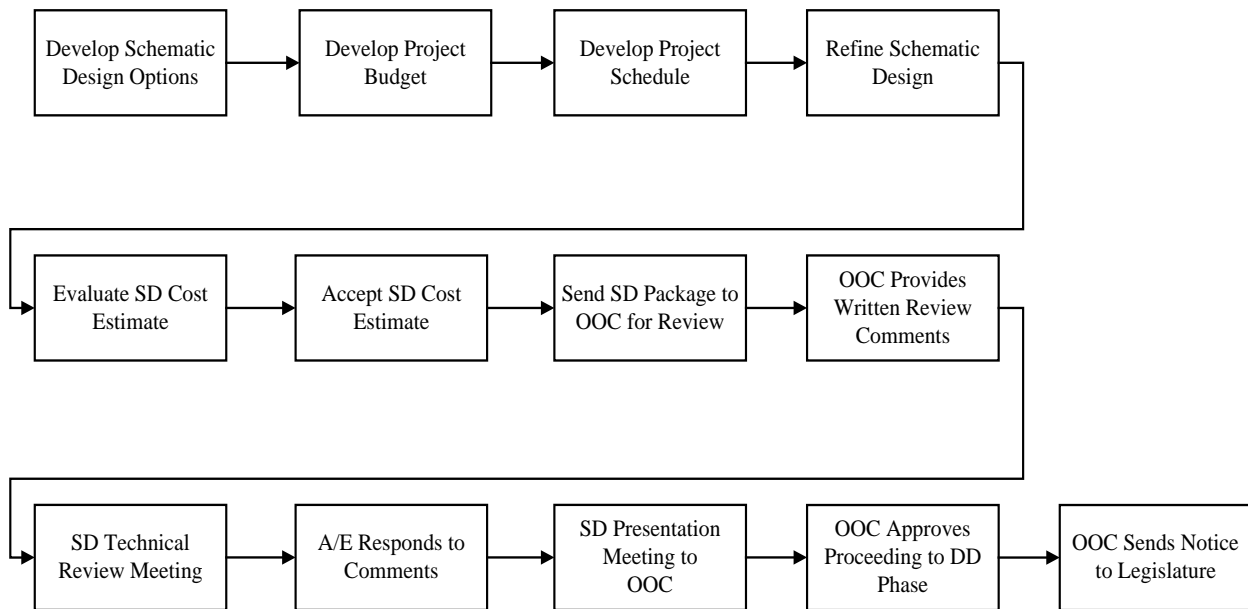 Develop Schematic
Design Options
Develop Project
Budget
Develop Project
Schedule
Refine Schematic
Design
Evaluate SD Cost
Estimate
Accept SD Cost
Estimate
Send SD Package to
OOC for Review
OOC Provides
Written Review
Comments
SD Technical
Review Meeting
A/E Responds to
Comments
SD Presentation
Meeting to
OOC
OOC Approves
Proceeding to DD
Phase
OOC Sends Notice
to Legislature